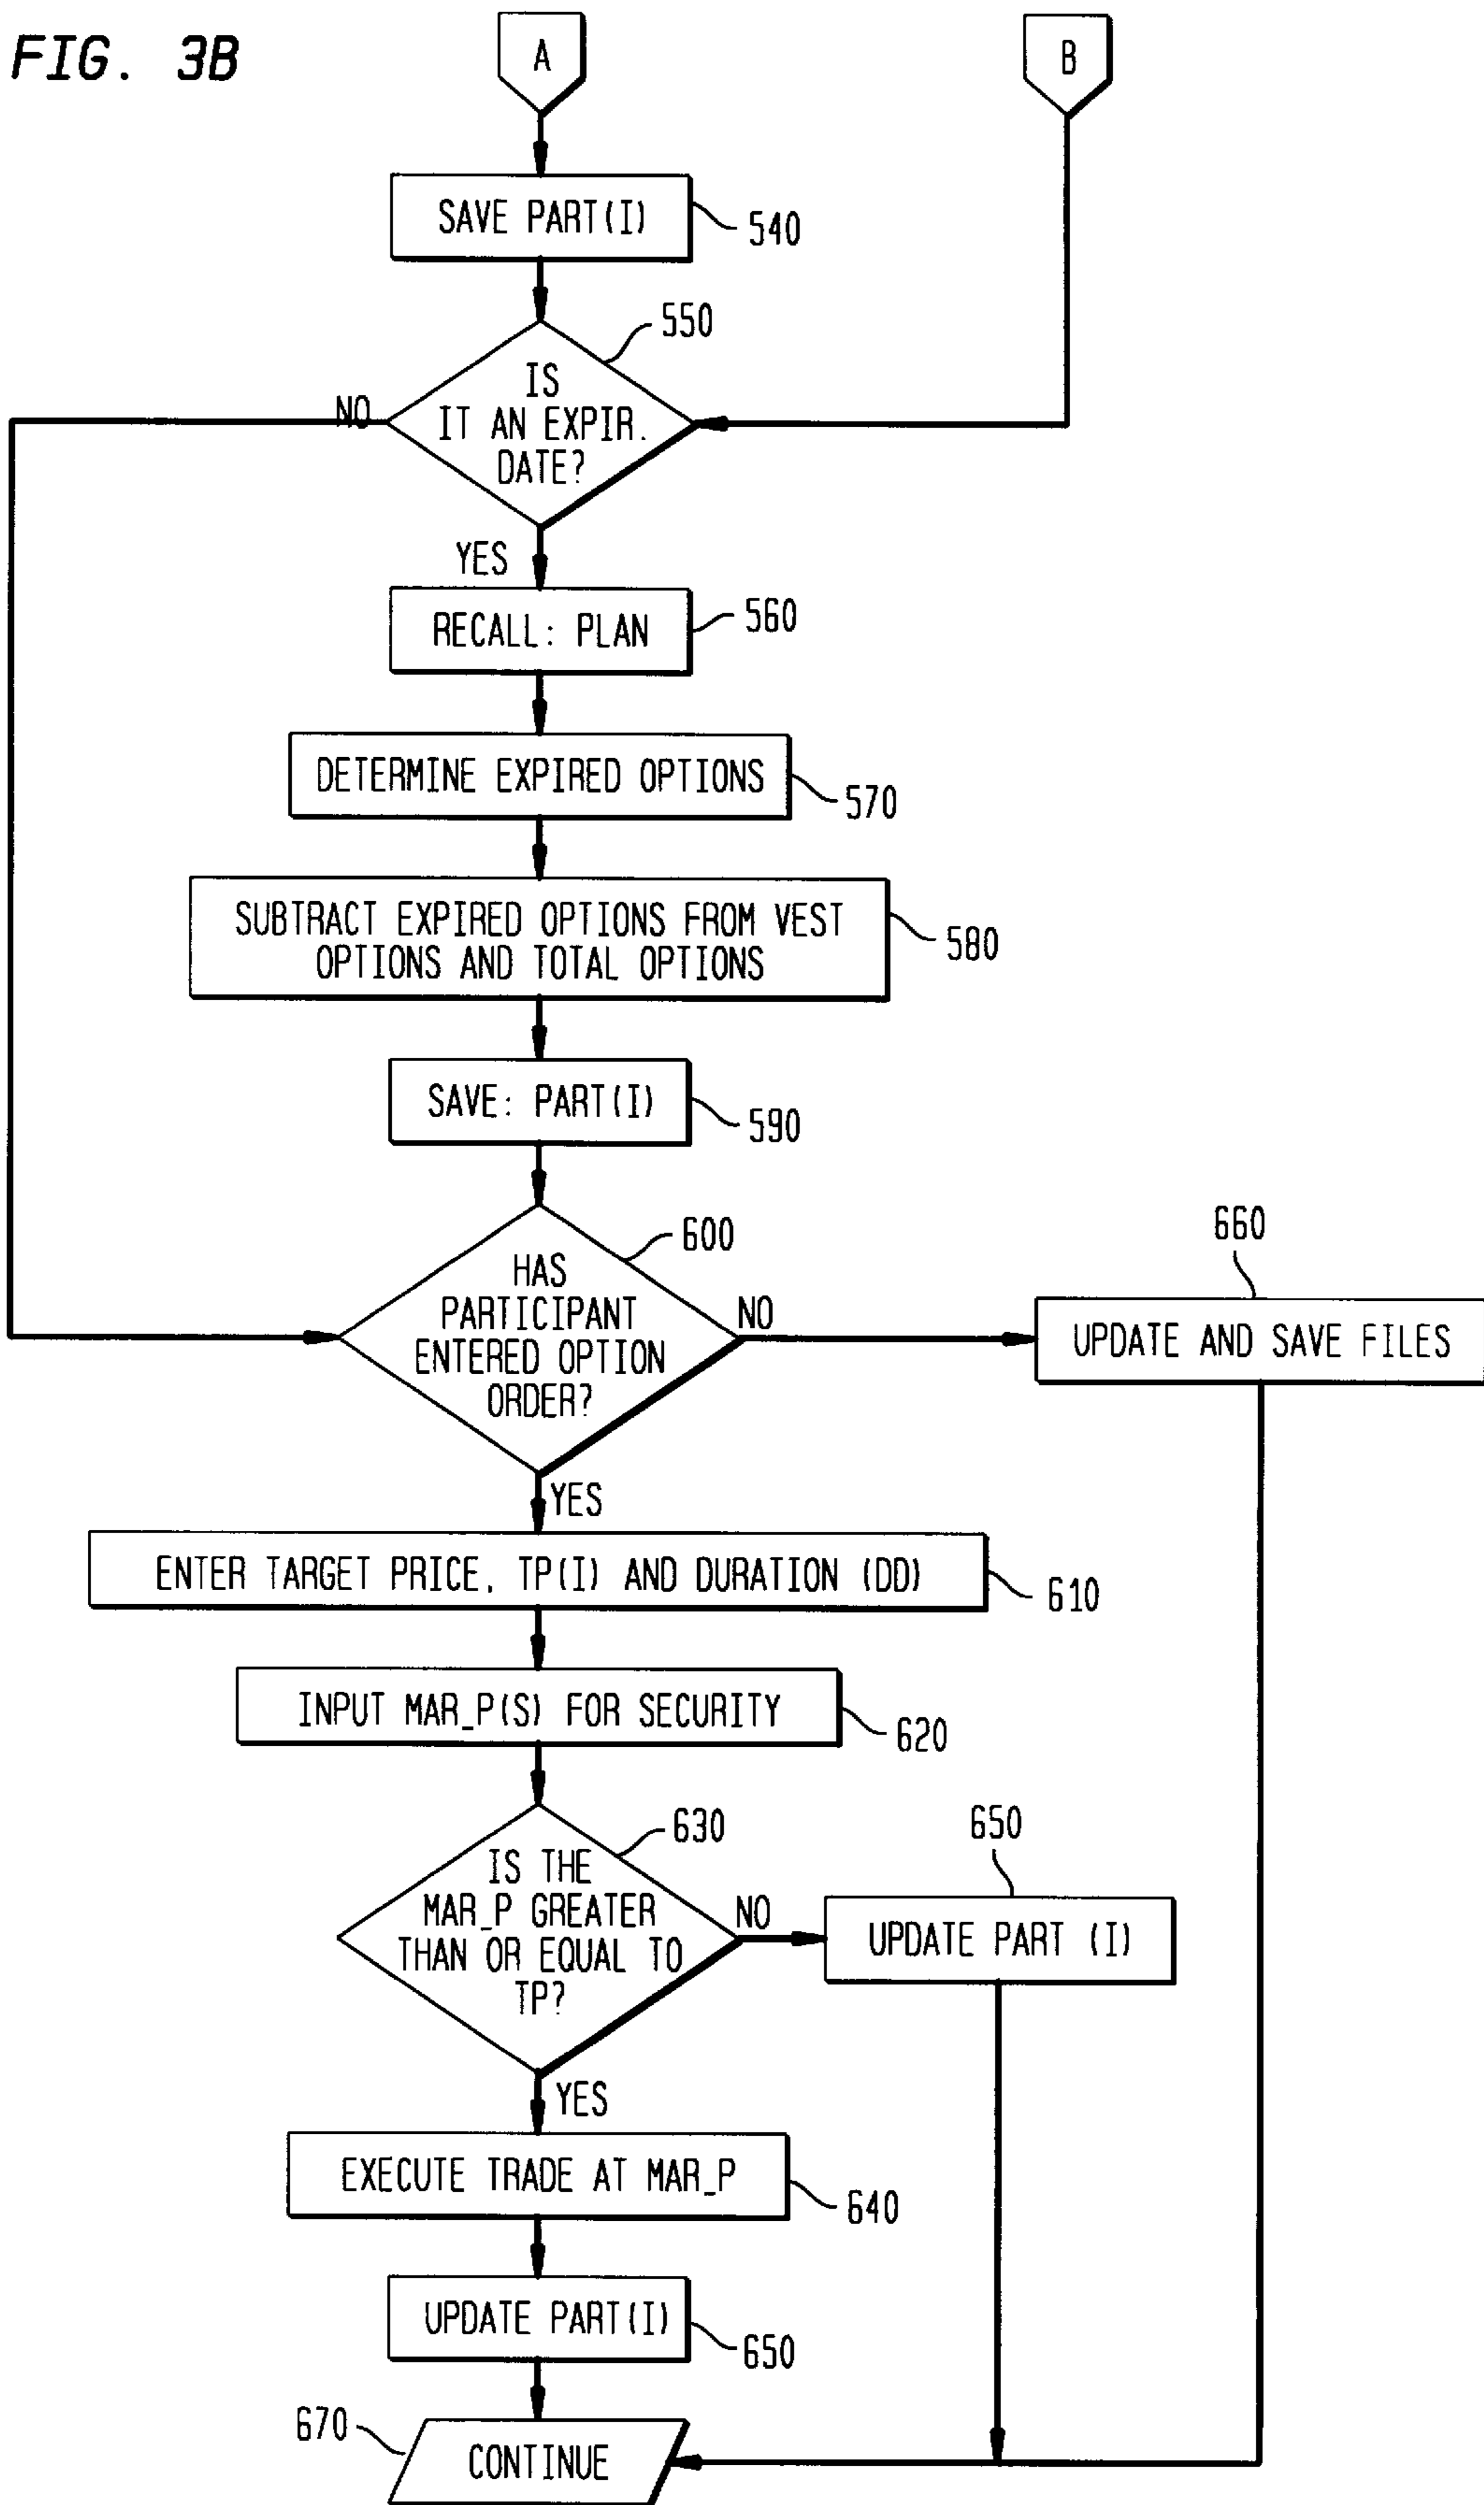 FIG. 3B
A
B
SAVE PART(I)
540
550
IS
IT AN EXPIR.
DATE?
NO
YES
RECALL: PLAN
560
DETERMINE EXPIRED OPTIONS
570
SUBTRACT EXPIRED OPTIONS FROM VEST
OPTIONS AND TOTAL OPTIONS
580
SAVE: PART(I)
590
600
HAS
PARTICIPANT
ENTERED OPTION
ORDER?
NO
660
UPDATE AND SAVE FILES
YES
ENTER TARGET PRICE, TP(I) AND DURATION (DD)
610
INPUT MAR_P(S) FOR SECURITY
620
630
IS THE
MAR_P GREATER
THAN OR EQUAL TO
TP?
NO
650
UPDATE PART (I)
YES
EXECUTE TRADE AT MAR_P
640
UPDATE PART(I)
650
670
CONTINUE